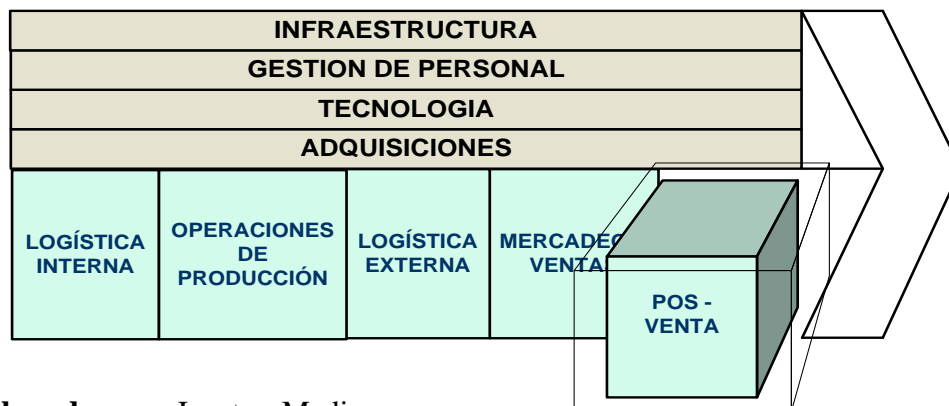 INFRAESTRUCTURA
GESTION DE PERSONAL
TECNOLOGIA
ADQUISICIONES
LOGÍSTICA
INTERNA
OPERACIONES
DE
PRODUCCIÓN
LOGÍSTICA
EXTERNA
POS -
VENTA